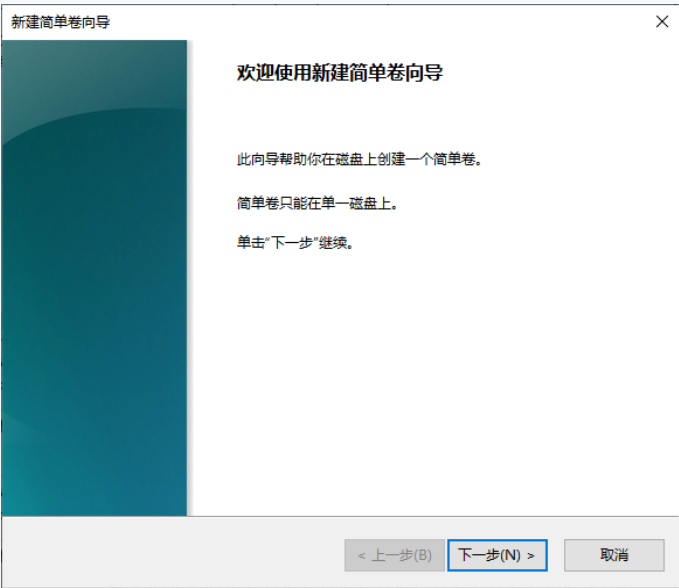 新建简单卷向导
欢迎使用新建简单卷向导
此向导帮助你在磁盘上创建一个简单卷。
简单卷只能在单一磁盘上。
单击"下一步"继续。
< 上一步(B)
下一步(N) >
取消